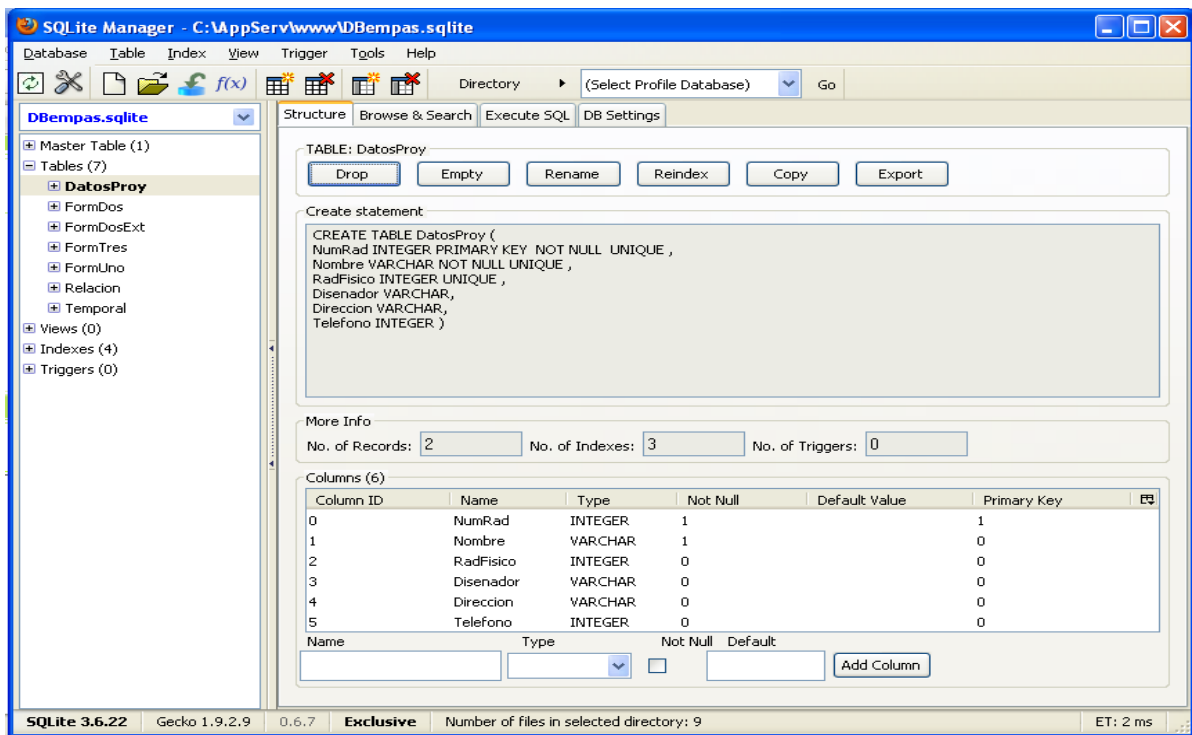 SQLite Manager - C:\AppServ\www\DBempas.sqlite
Database Table Index View Trigger Tools Help
f(x) Directory (Select Profile Database) Go
DBempas.sqlite
Master Table (1)
Tables (7)
DatosProy
FormDos
FormDosExt
FormTres
FormUno
Relacion
Temporal
Views (0)
Indexes (4)
Triggers (0)
Structure Browse & Search Execute SQL DB Settings
TABLE: DatosProy
Drop Empty Rename Reindex Copy Export
Create statement
CREATE TABLE DatosProy (
NumRad INTEGER PRIMARY KEY NOT NULL UNIQUE ,
Nombre VARCHAR NOT NULL UNIQUE ,
RadFisico INTEGER UNIQUE ,
Disenador VARCHAR,
Direccion VARCHAR,
Telefono INTEGER )
More Info
No. of Records: 2 No. of Indexes: 3 No. of Triggers: 0
Columns (6)
Column ID Name Type Not Null Default Value Primary Key
0 NumRad INTEGER 1 1
1 Nombre VARCHAR 1 0
2 RadFisico INTEGER 0 0
3 Disenador VARCHAR 0 0
4 Direccion VARCHAR 0 0
5 Telefono INTEGER 0 0
Name Type Not Null Default
Add Column
SQLite 3.6.22 Gecko 1.9.2.9 0.6.7 Exclusive Number of files in selected directory: 9 ET: 2 ms